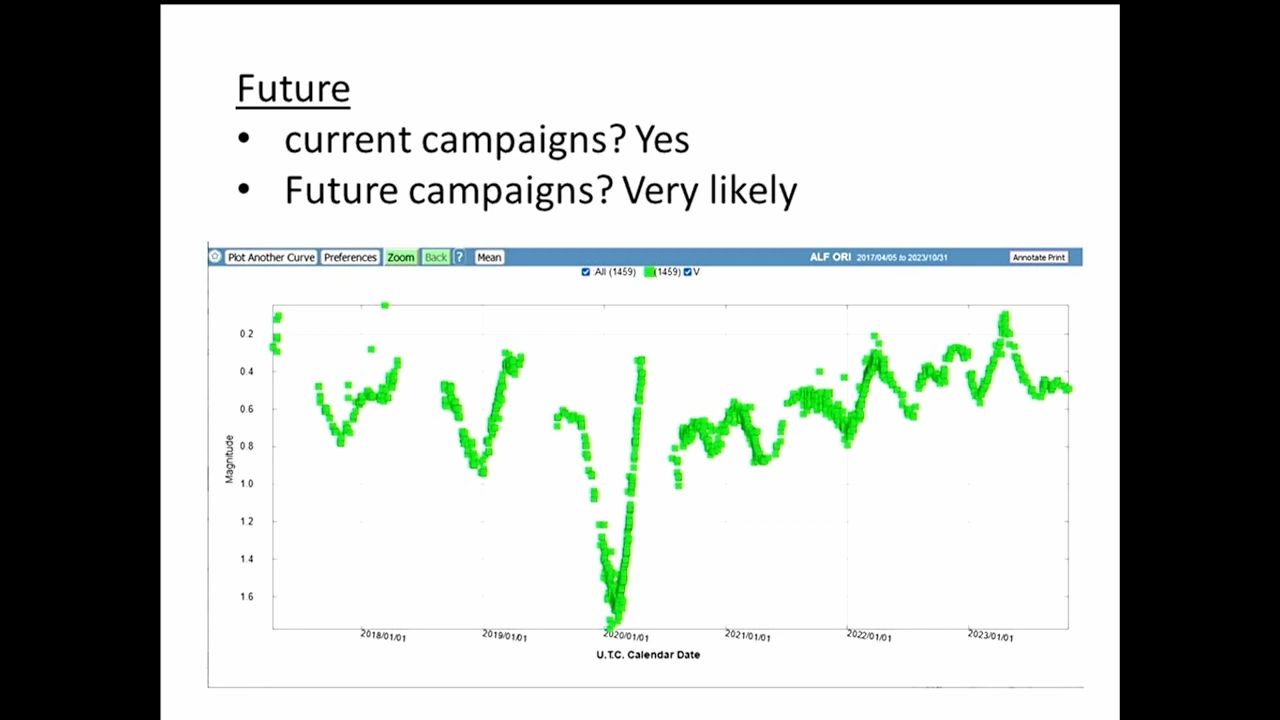 Future
• current campaigns? Yes
• Future campaigns? Very likely
Plot Another Curve Preferences Zoom Back ? Mean ALF ORI 2017/04/05 to 2023/10/31 Annotate Print
All (1459) (1459) V
0.2
0.4
0.6
0.8
1.0
1.2
1.4
1.6
Magnitude
2018/01/01 2019/01/01 2020/01/01 2021/01/01 2022/01/01 2023/01/01
U.T.C. Calendar Date